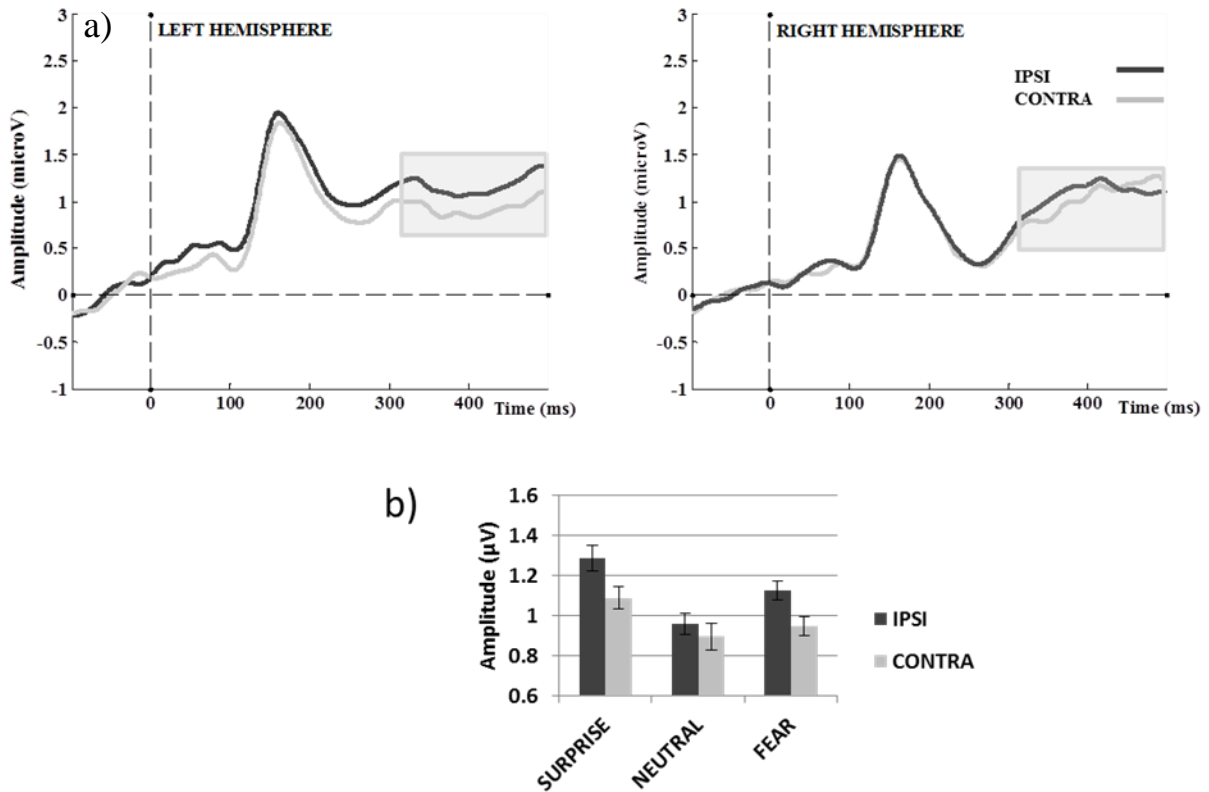 a)
LEFT HEMISPHERE
3
2.5
2
1.5
1
0.5
0
-0.5
-1
Amplitude (microV)
0 100 200 300 400 Time (ms)
RIGHT HEMISPHERE
IPSI
CONTRA
3
2.5
2
1.5
1
0.5
0
-0.5
-1
Amplitude (microV)
0 100 200 300 400 Time (ms)
b)
1.6
1.4
1.2
1
0.8
0.6
Amplitude (µV)
SURPRISE
NEUTRAL
FEAR
IPSI
CONTRA